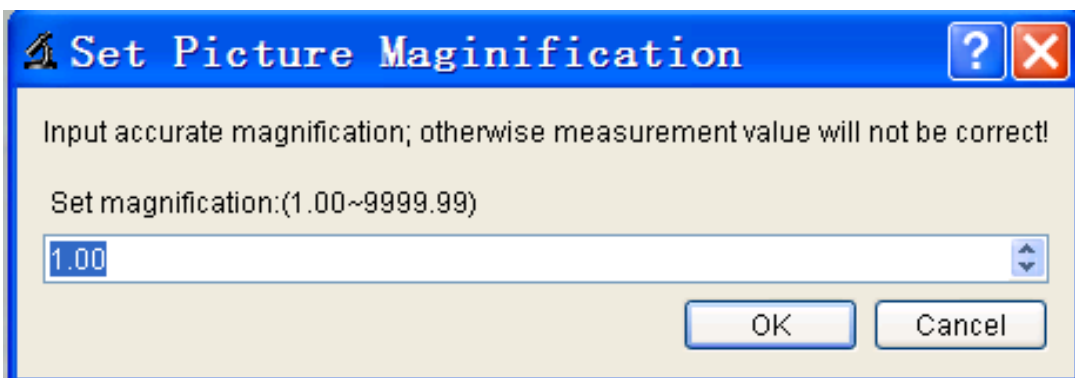 Set Picture Maginification
Input accurate magnification; otherwise measurement value will not be correct!
Set magnification:(1.00~9999.99)
1.00
OK Cancel